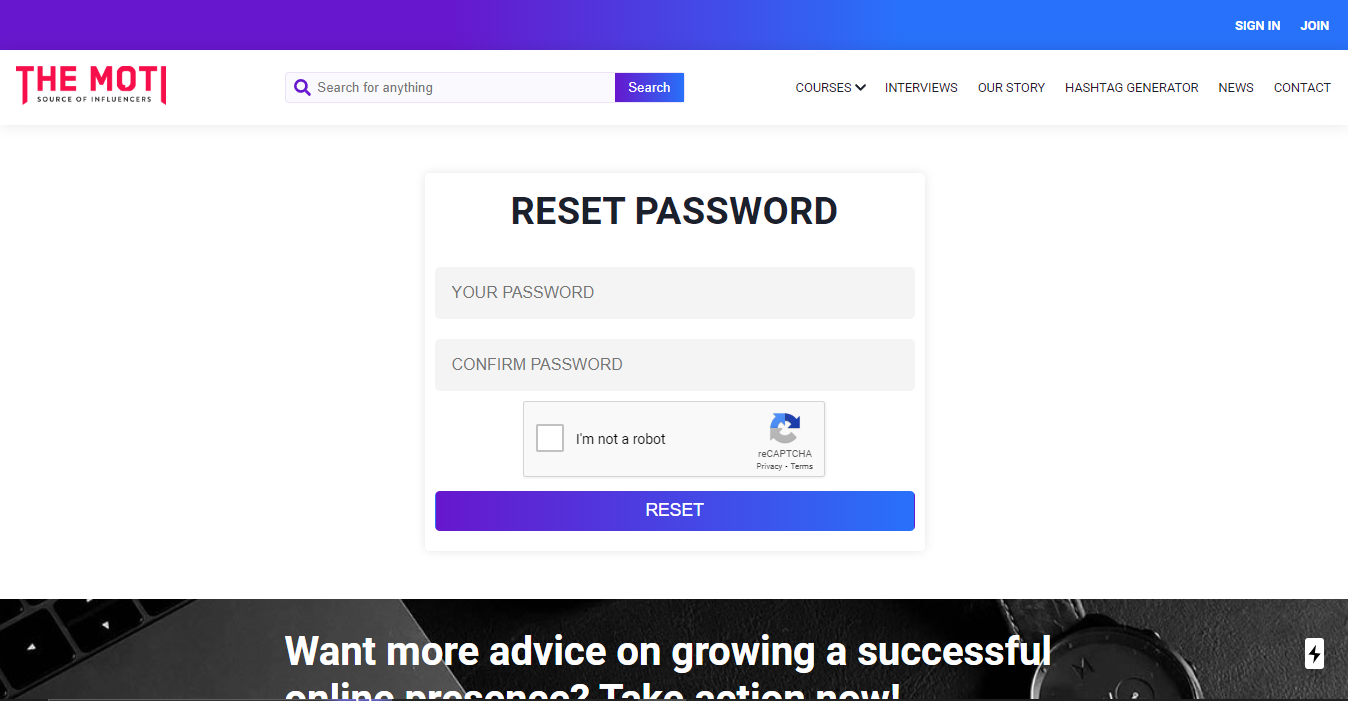 SIGN IN JOIN
THE MOTI
SOURCE OF INFLUENCERS
Search for anything
Search
COURSES INTERVIEWS OUR STORY HASHTAG GENERATOR NEWS CONTACT
RESET PASSWORD
YOUR PASSWORD
CONFIRM PASSWORD
I'm not a robot
reCAPTCHA
Privacy - Terms
RESET
Want more advice on growing a successful
online presence? Take action now!